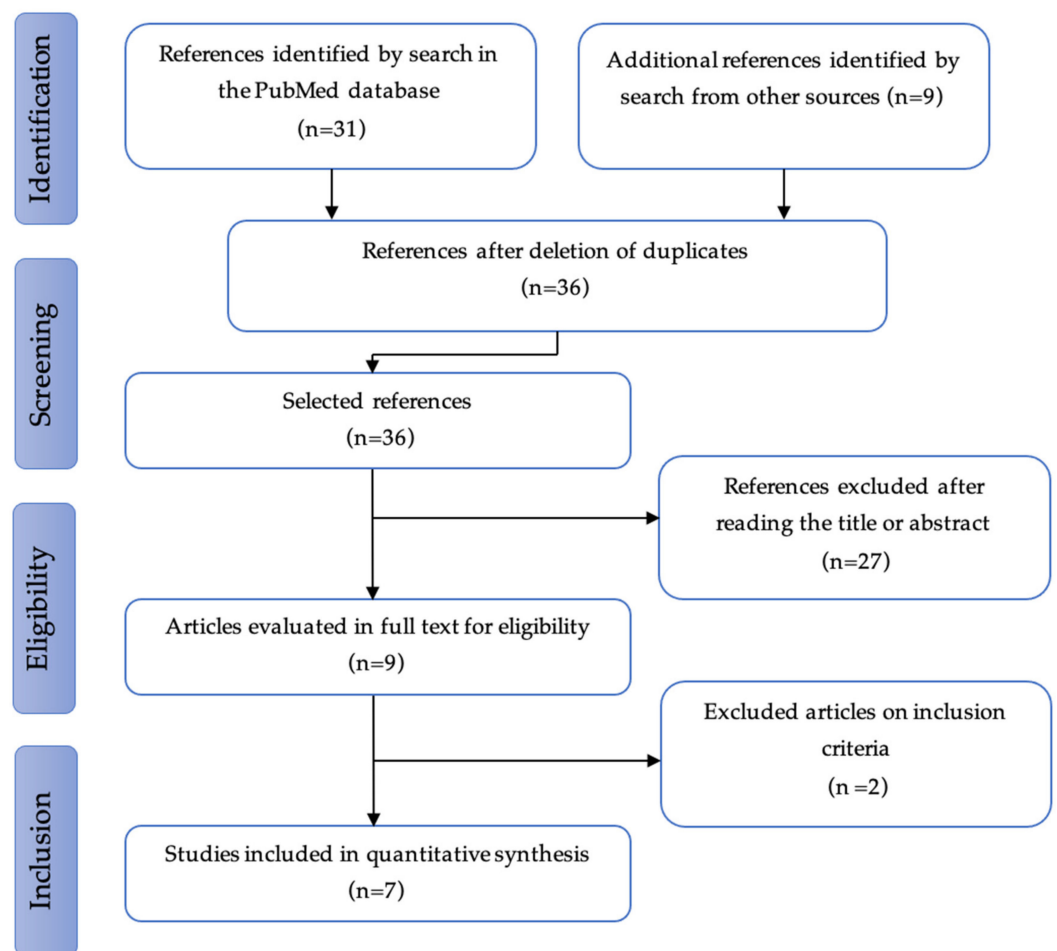 Identification
References identified by search in
the PubMed database
(n=31)
Additional references identified by
search from other sources (n=9)
References after deletion of duplicates
(n=36)
Screening
Selected references
(n=36)
References excluded after
reading the title or abstract
(n=27)
Eligibility
Articles evaluated in full text for eligibility
(n=9)
Excluded articles on inclusion
criteria
(n =2)
Inclusion
Studies included in quantitative synthesis
(n=7)